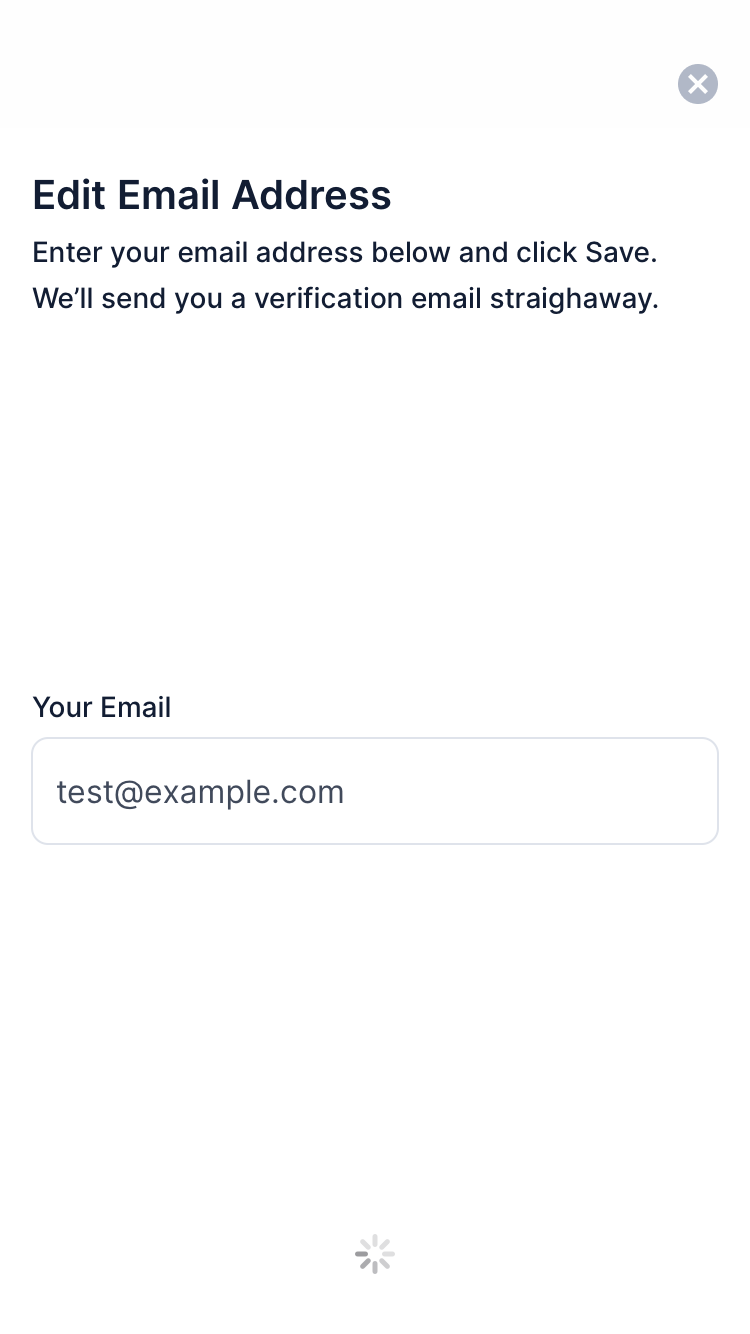 Edit Email Address
Enter your email address below and click Save.
We’ll send you a verification email straighaway.
Your Email
test@example.com